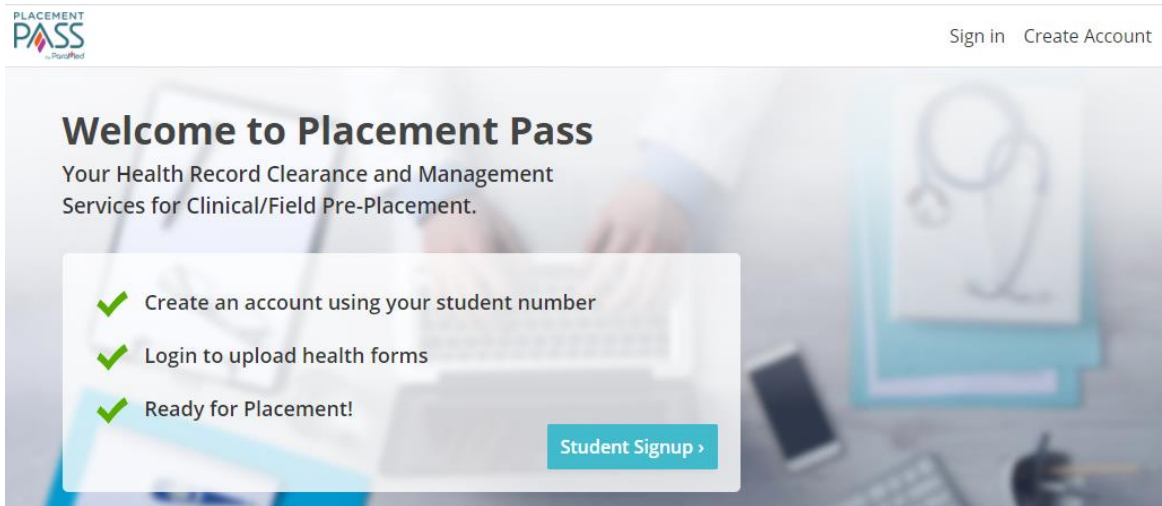 PLACEMENT
PASS
by ParaMed
Sign in Create Account
Welcome to Placement Pass
Your Health Record Clearance and Management
Services for Clinical/Field Pre-Placement.
Create an account using your student number
Login to upload health forms
Ready for Placement!
Student Signup ›